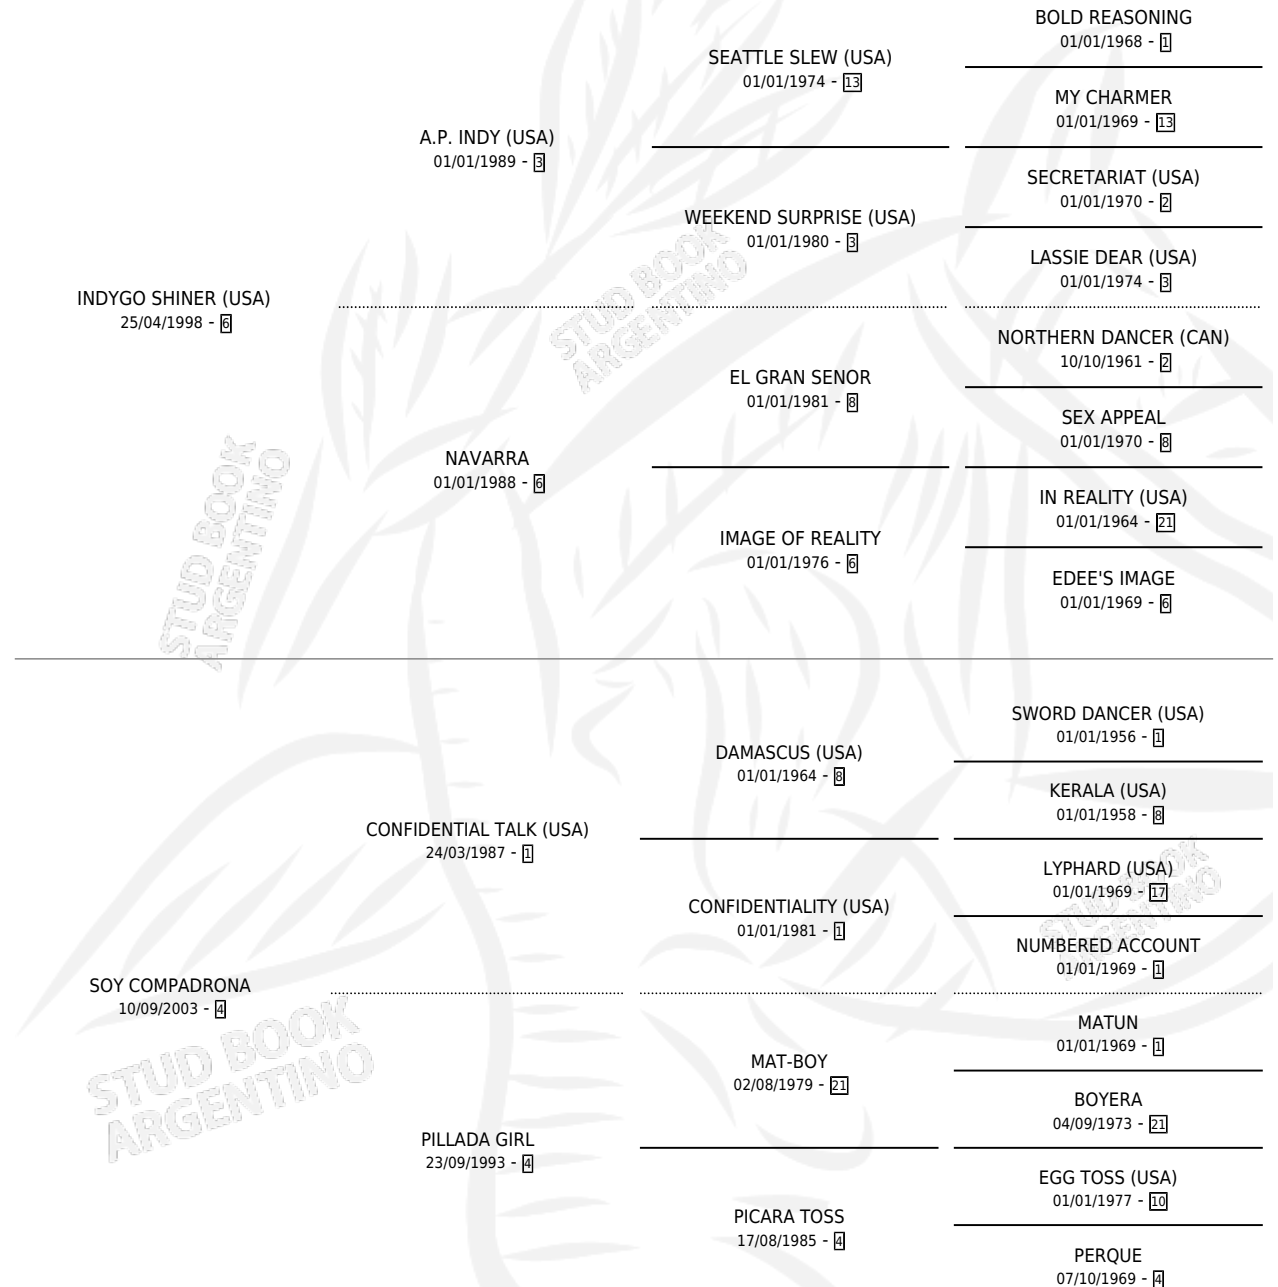 BOLD REASONING
01/01/1968 - 1
SEATTLE SLEW (USA)
01/01/1974 - 13
MY CHARMER
01/01/1969 - 13
A.P. INDY (USA)
01/01/1989 - 3
SECRETARIAT (USA)
01/01/1970 - 2
WEEKEND SURPRISE (USA)
01/01/1980 - 3
LASSIE DEAR (USA)
01/01/1974 - 3
INDYGO SHINER (USA)
25/04/1998 - 6
NORTHERN DANCER (CAN)
10/10/1961 - 2
EL GRAN SENOR
01/01/1981 - 8
SEX APPEAL
01/01/1970 - 8
NAVARRA
01/01/1988 - 6
IN REALITY (USA)
01/01/1964 - 21
IMAGE OF REALITY
01/01/1976 - 6
EDEE'S IMAGE
01/01/1969 - 6
STUD BOOK
ARGENTINO
STUD BOOK
ARGENTINO
SWORD DANCER (USA)
01/01/1956 - 1
DAMASCUS (USA)
01/01/1964 - 8
KERALA (USA)
01/01/1958 - 8
CONFIDENTIAL TALK (USA)
24/03/1987 - 1
LYPHARD (USA)
01/01/1969 - 17
CONFIDENTIALITY (USA)
01/01/1981 - 1
NUMBERED ACCOUNT
01/01/1969 - 1
STUD BOOK
ARGENTINO
SOY COMPADRONA
10/09/2003 - 4
MATUN
01/01/1969 - 1
MAT-BOY
02/08/1979 - 21
BOYERA
04/09/1973 - 21
STUD BOOK
ARGENTINO
PILLADA GIRL
23/09/1993 - 4
EGG TOSS (USA)
01/01/1977 - 10
PICARA TOSS
17/08/1985 - 4
PERQUE
07/10/1969 - 4